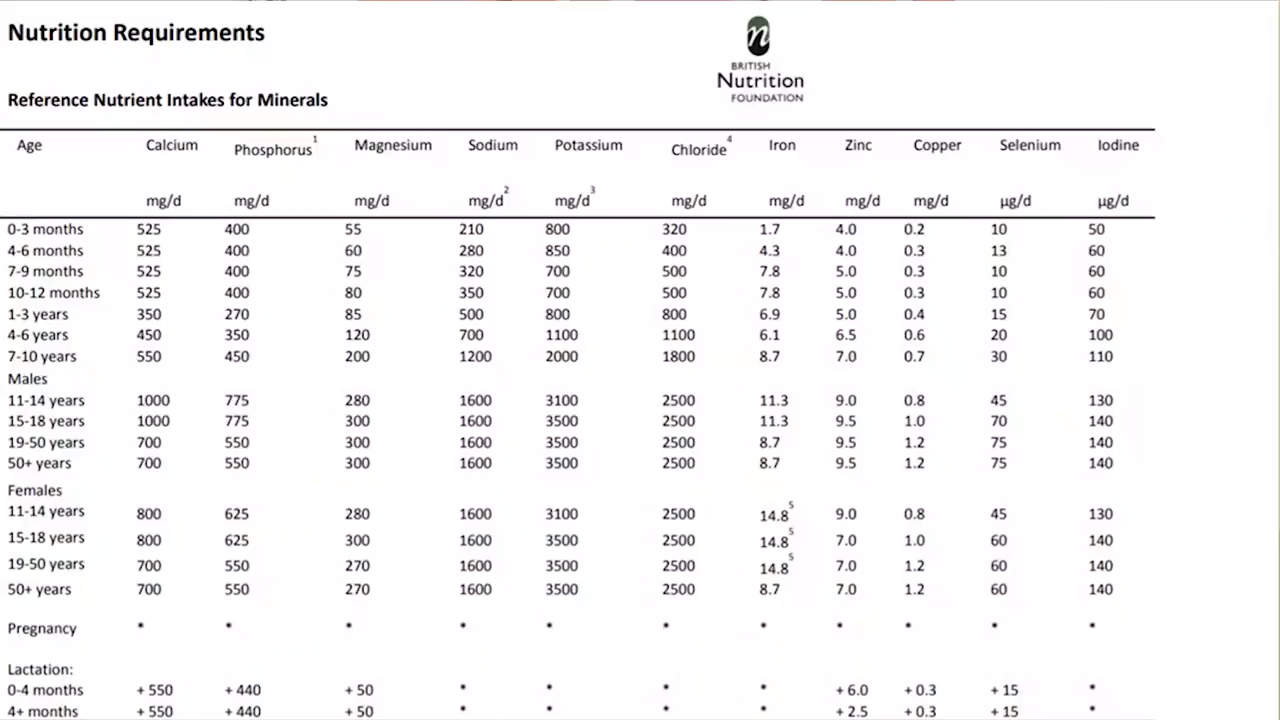 Nutrition Requirements
BRITISH
Nutrition
FOUNDATION
Reference Nutrient Intakes for Minerals
Age Calcium Phosphorus1 Magnesium Sodium Potassium Chloride4 Iron Zinc Copper Selenium Iodine
mg/d mg/d mg/d mg/d2 mg/d3 mg/d mg/d mg/d mg/d µg/d µg/d
0-3 months 525 400 55 210 800 320 1.7 4.0 0.2 10 50
4-6 months 525 400 60 280 850 400 4.3 4.0 0.3 13 60
7-9 months 525 400 75 320 700 500 7.8 5.0 0.3 10 60
10-12 months 525 400 80 350 700 500 7.8 5.0 0.3 10 60
1-3 years 350 270 85 500 800 800 6.9 5.0 0.4 15 70
4-6 years 450 350 120 700 1100 1100 6.1 6.5 0.6 20 100
7-10 years 550 450 200 1200 2000 1800 8.7 7.0 0.7 30 110
Males
11-14 years 1000 775 280 1600 3100 2500 11.3 9.0 0.8 45 130
15-18 years 1000 775 300 1600 3500 2500 11.3 9.5 1.0 70 140
19-50 years 700 550 300 1600 3500 2500 8.7 9.5 1.2 75 140
50+ years 700 550 300 1600 3500 2500 8.7 9.5 1.2 75 140
Females
11-14 years 800 625 280 1600 3100 2500 14.85 9.0 0.8 45 130
15-18 years 800 625 300 1600 3500 2500 14.85 7.0 1.0 60 140
19-50 years 700 550 270 1600 3500 2500 14.85 7.0 1.2 60 140
50+ years 700 550 270 1600 3500 2500 8.7 7.0 1.2 60 140
Pregnancy * * * * * * * * * * *
Lactation:
0-4 months + 550 + 440 + 50 * * * * + 6.0 + 0.3 + 15 *
4+ months + 550 + 440 + 50 * * * * + 2.5 + 0.3 + 15 *